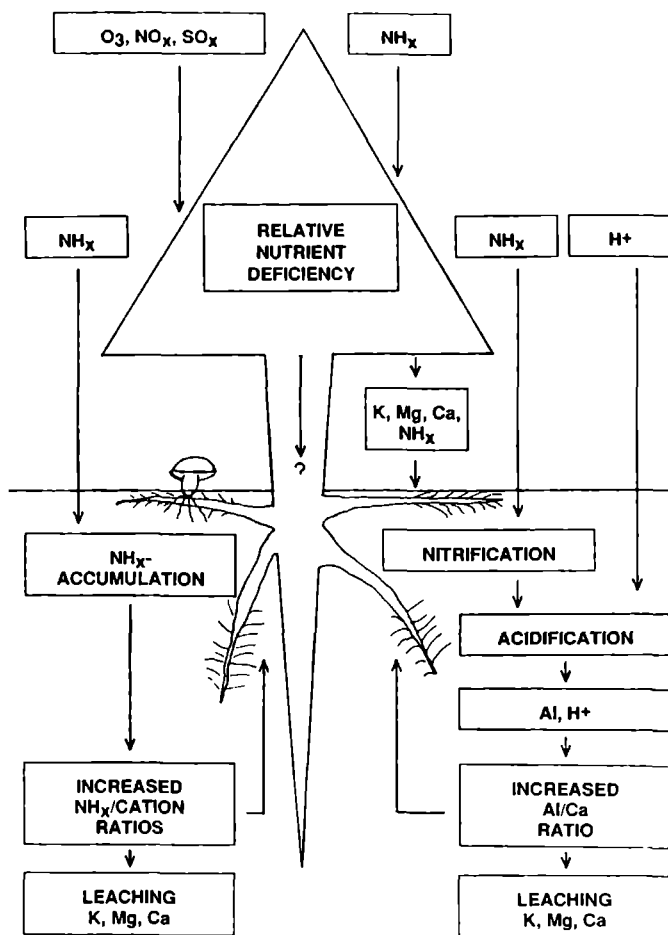 O₃, NOₓ, SOₓ
NHₓ
NHₓ
RELATIVE
NUTRIENT
DEFICIENCY
NHₓ
H+
K, Mg, Ca,
NHₓ
?
NHₓ-
ACCUMULATION
NITRIFICATION
ACIDIFICATION
Al, H+
INCREASED
NHₓ/CATION
RATIOS
INCREASED
Al/Ca
RATIO
LEACHING
K, Mg, Ca
LEACHING
K, Mg, Ca